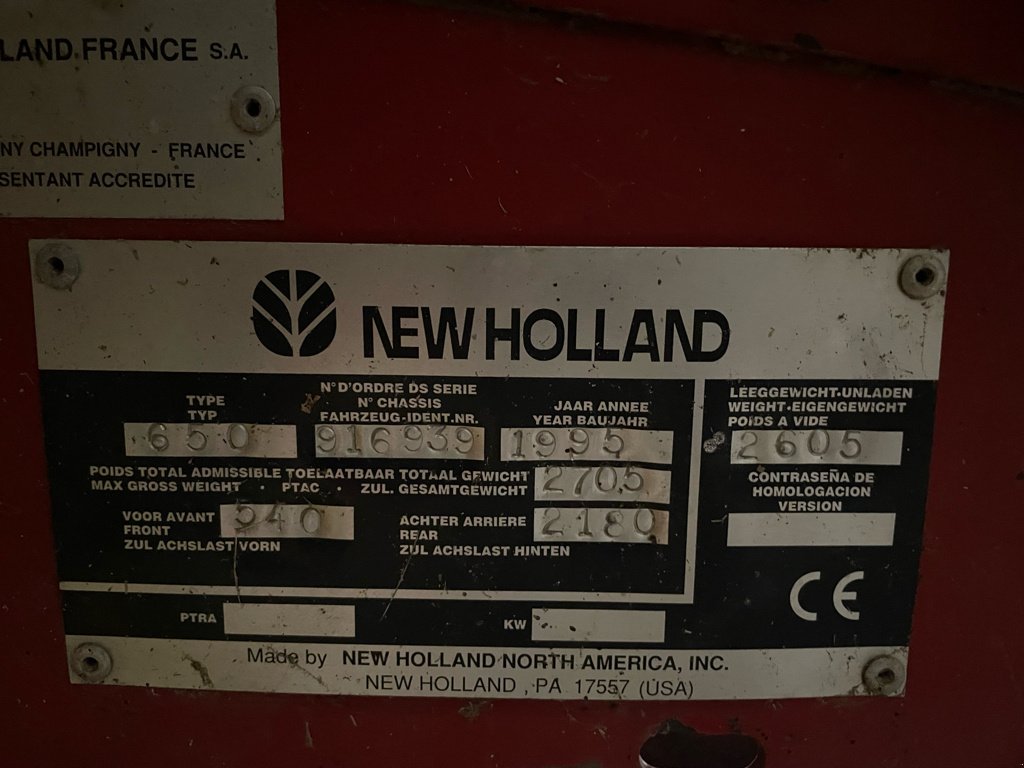 LAND FRANCE S.A.
NY CHAMPIGNY - FRANCE
SENTANT ACCREDITE
NEW HOLLAND
TYPE
TYP
650
N° D'ORDRE DS SERIE
N° CHASSIS
FAHRZEUG-IDENT.NR.
916939
JAAR ANNEE
YEAR BAUJAHR
1995
LEEGGEWICHT-UNLADEN
WEIGHT-EIGENGEWICHT
POIDS A VIDE
2605
POIDS TOTAL ADMISSIBLE TOELAATBAAR TOTAAL GEWICHT
MAX GROSS WEIGHT · PTAC · ZUL. GESAMTGEWICHT
2705
CONTRASEÑA DE
HOMOLOGACION
VERSION
VOOR AVANT
FRONT
ZUL ACHSLAST VORN
540
ACHTER ARRIÈRE
REAR
ZUL ACHSLAST HINTEN
2180
CE
PTRA
KW
Made by NEW HOLLAND NORTH AMERICA, INC.
NEW HOLLAND , PA 17557 (USA)